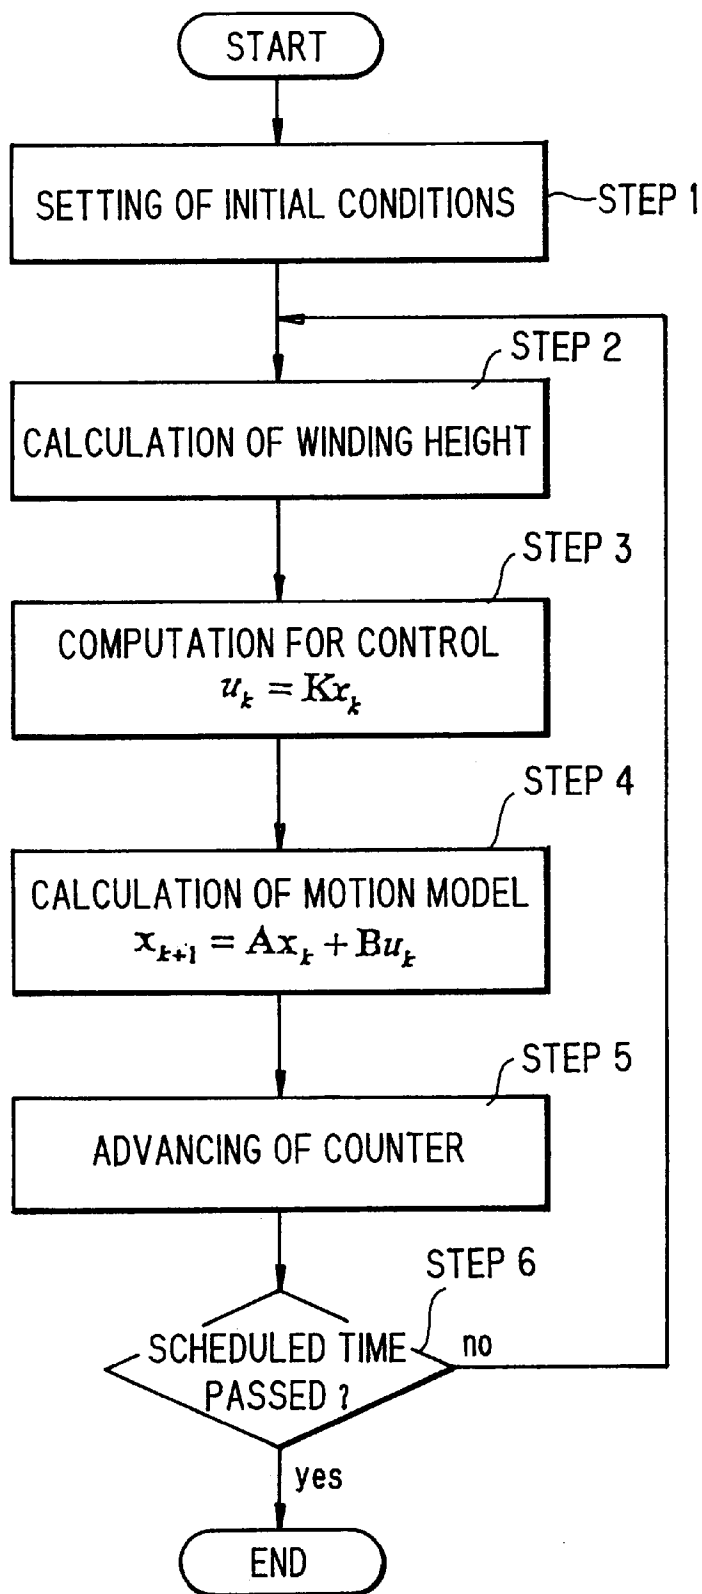 START
SETTING OF INITIAL CONDITIONS
STEP 1
STEP 2
CALCULATION OF WINDING HEIGHT
STEP 3
COMPUTATION FOR CONTROL
u_k = Kx_k
STEP 4
CALCULATION OF MOTION MODEL
x_{k+1} = Ax_k + Bu_k
STEP 5
ADVANCING OF COUNTER
STEP 6
SCHEDULED TIME
PASSED ?
no
yes
END